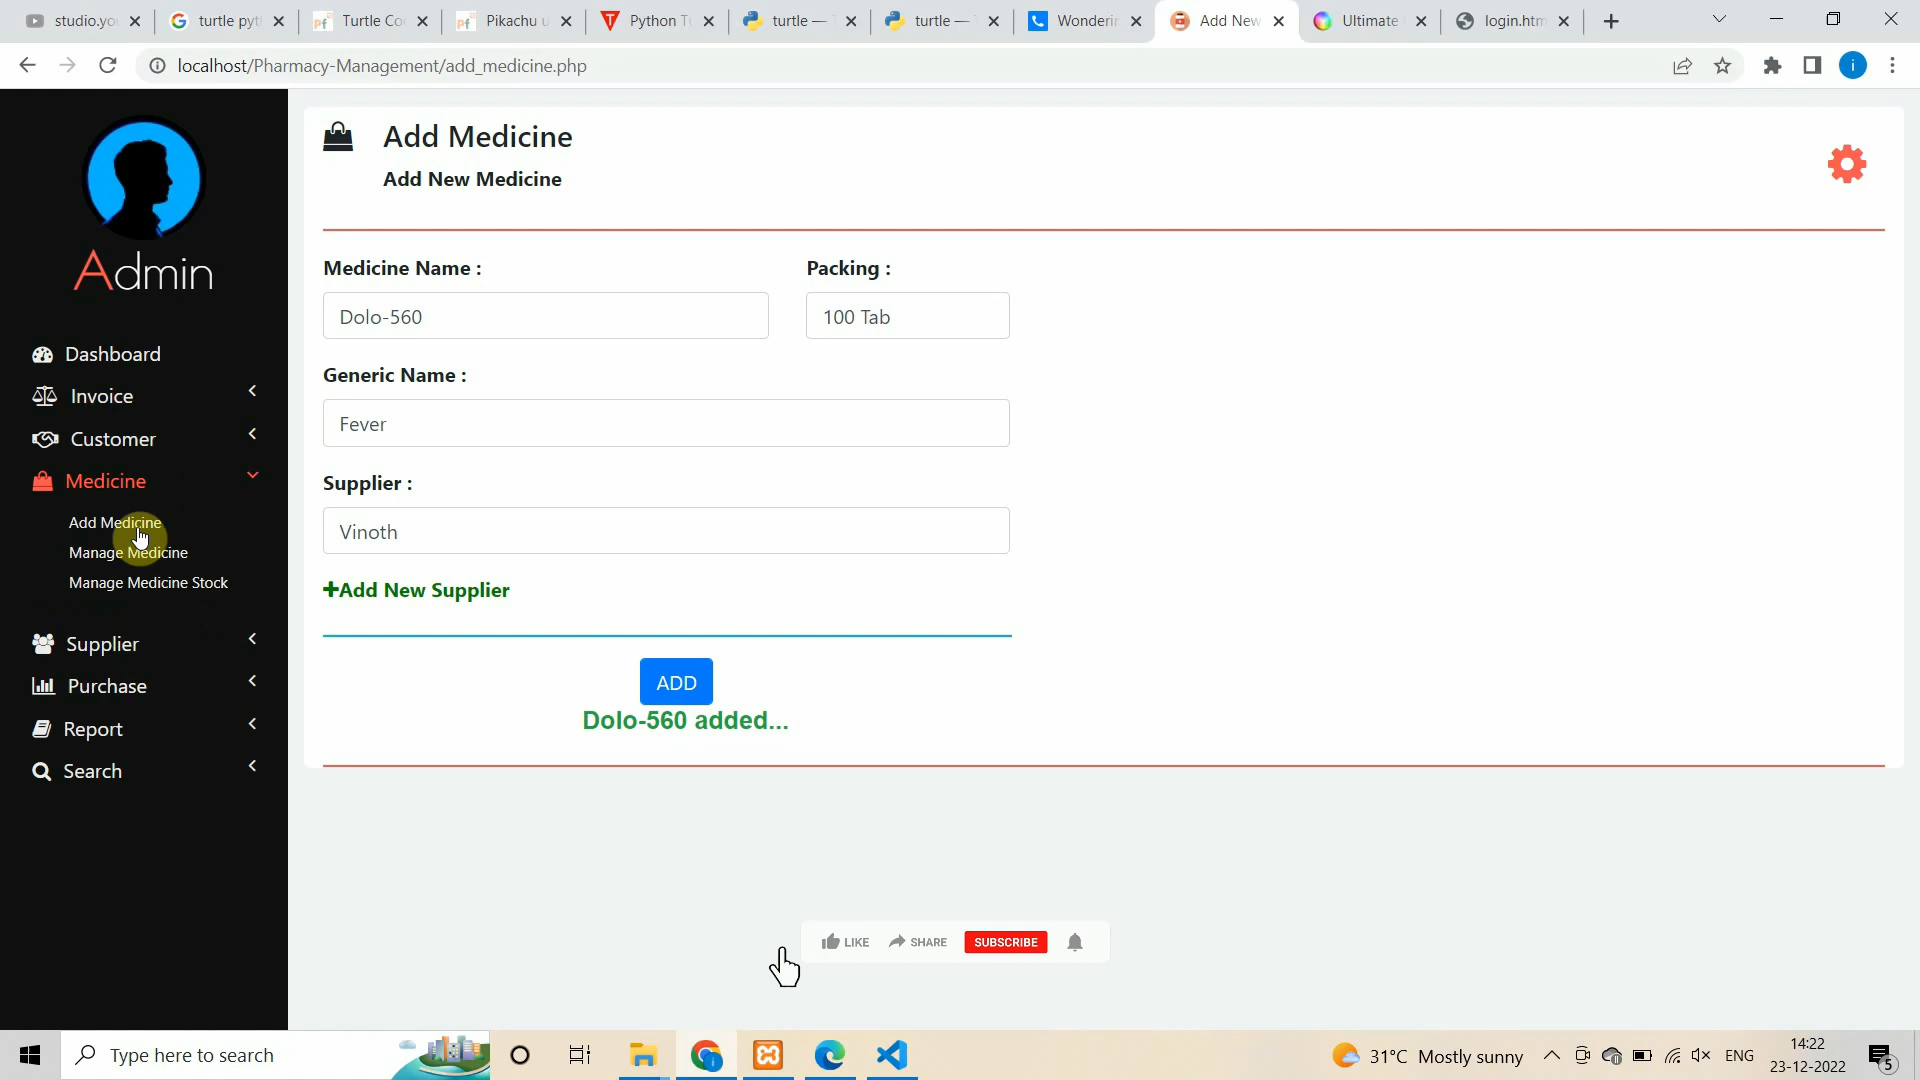 studio.yo
turtle pyt
Turtle Co
Pikachu u
Python T
turtle —
turtle —
Wonderin
Add New
Ultimate
login.htm
localhost/Pharmacy-Management/add_medicine.php
i
Admin
Dashboard
Invoice
Customer
Medicine
Add Medicine
Manage Medicine
Manage Medicine Stock
Supplier
Purchase
Report
Search
Add Medicine
Add New Medicine
Medicine Name :
Packing :
Dolo-560
100 Tab
Generic Name :
Fever
Supplier :
Vinoth
+Add New Supplier
ADD
Dolo-560 added...
LIKE
SHARE
SUBSCRIBE
Type here to search
31°C Mostly sunny
ENG
14:22
23-12-2022
5